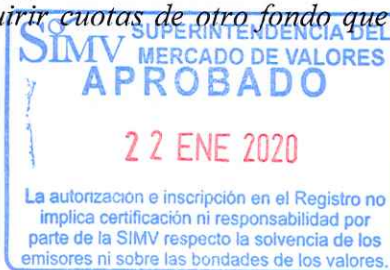 uirir cuotas de otro fondo que
SIMV SUPERINTENDENCIA DEL
MERCADO DE VALORES
APROBADO
22 ENE 2020
La autorización e inscripción en el Registro no
implica certificación ni responsabilidad por
parte de la SIMV respecto la solvencia de los
emisores ni sobre las bondades de los valores.